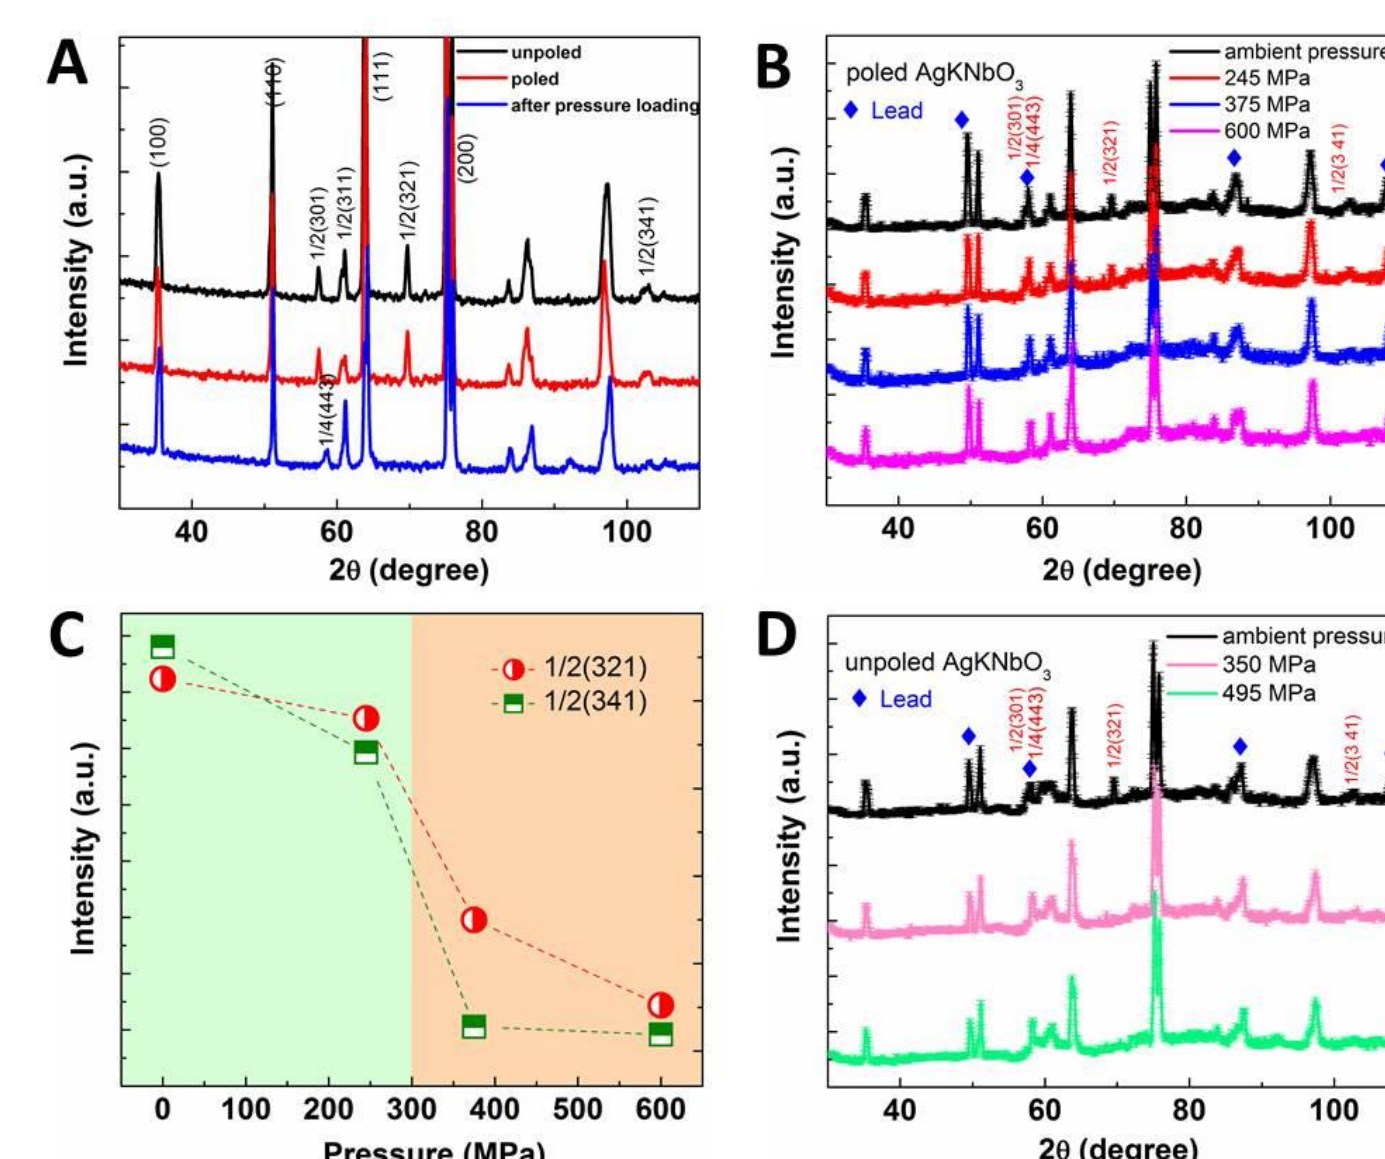 A
unpoled
poled
after pressure loading
(100)
(110)
1/2(301)
1/2(311)
(111)
1/2(321)
(200)
1/2(341)
1/4(443)
Intensity (a.u.)
40 60 80 100
2θ (degree)
B
poled AgKNbO3
Lead
ambient pressure
245 MPa
375 MPa
600 MPa
1/2(301)
1/4(443)
1/2(321)
1/2(3 41)
Intensity (a.u.)
40 60 80 100
2θ (degree)
C
1/2(321)
1/2(341)
Intensity (a.u.)
0 100 200 300 400 500 600
Pressure (MPa)
D
unpoled AgKNbO3
Lead
ambient pressur
350 MPa
495 MPa
1/2(301)
1/4(443)
1/2(321)
1/2(3 41)
Intensity (a.u.)
40 60 80 100
2θ (degree)